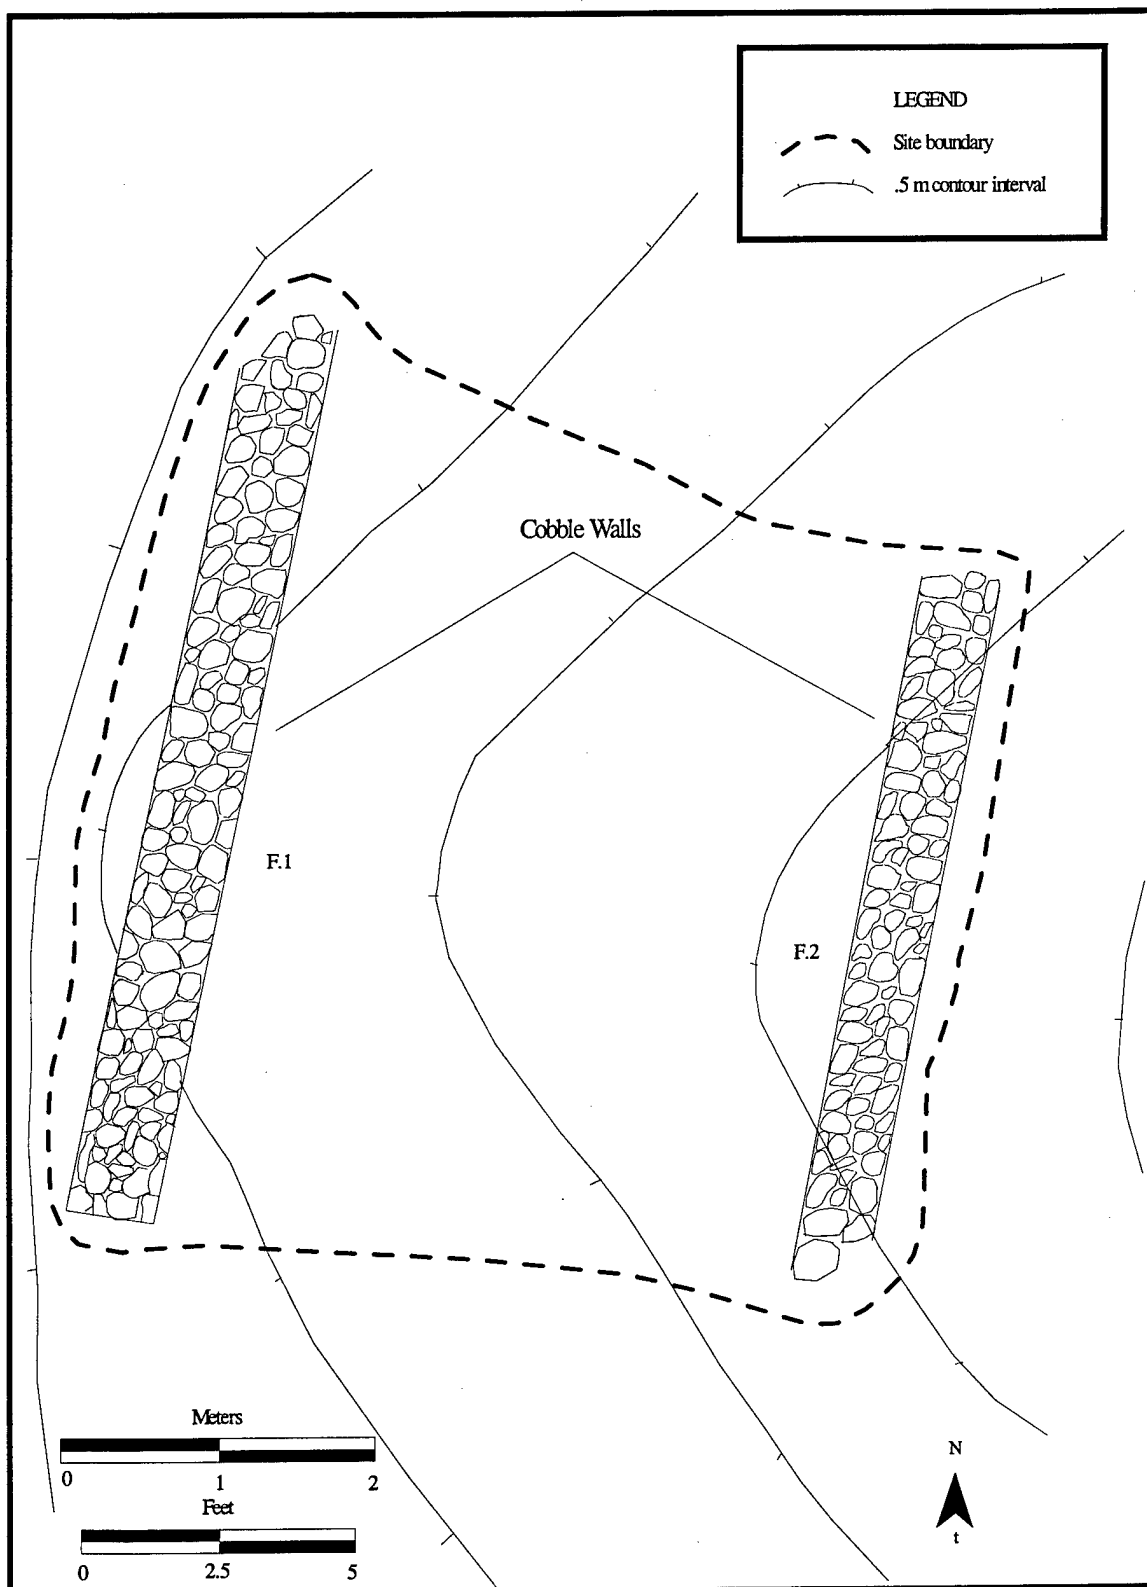 LEGEND
Site boundary
.5 m contour interval
Cobble Walls
F.1
F.2
Meters
0 1 2
Feet
0 2.5 5
N
t